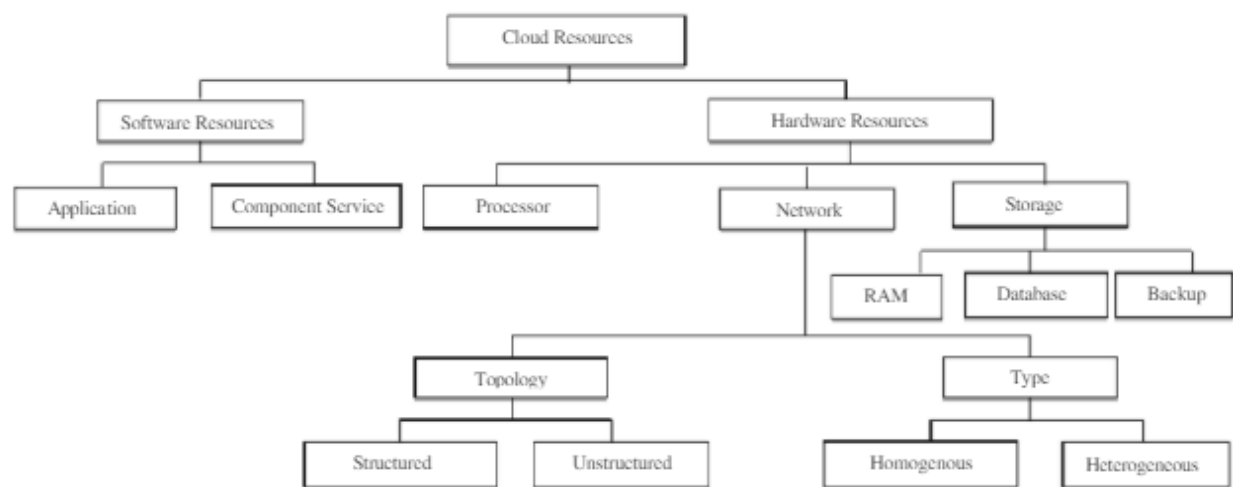 Cloud Resources
Software Resources
Hardware Resources
Application
Component Service
Processor
Network
Storage
RAM
Database
Backup
Topology
Type
Structured
Unstructured
Homogenous
Heterogeneous